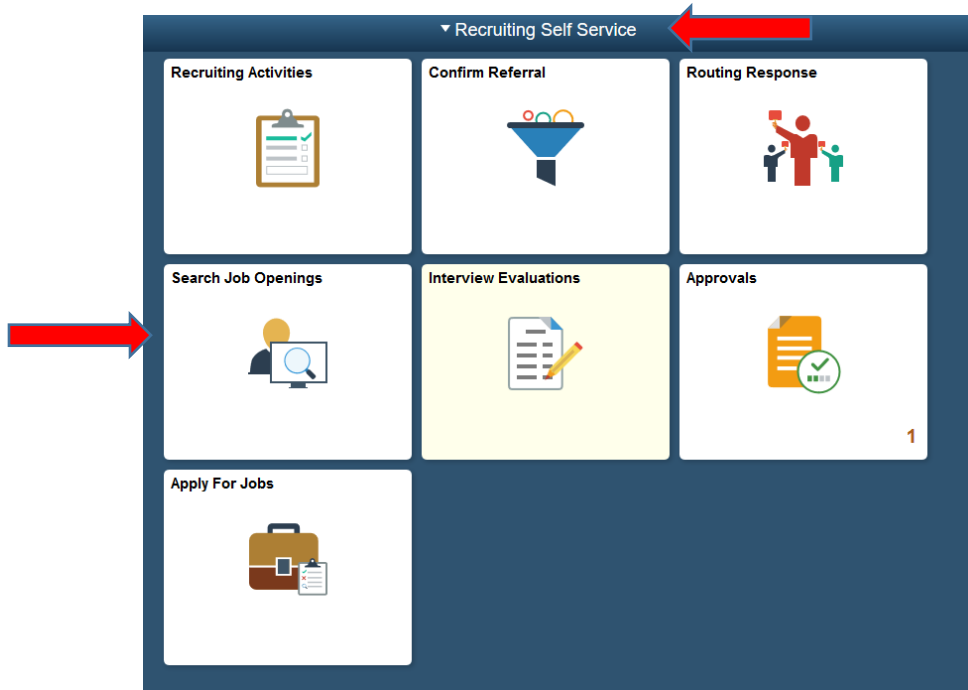 Recruiting Self Service
Recruiting Activities
Confirm Referral
Routing Response
Search Job Openings
Interview Evaluations
Approvals
1
Apply For Jobs